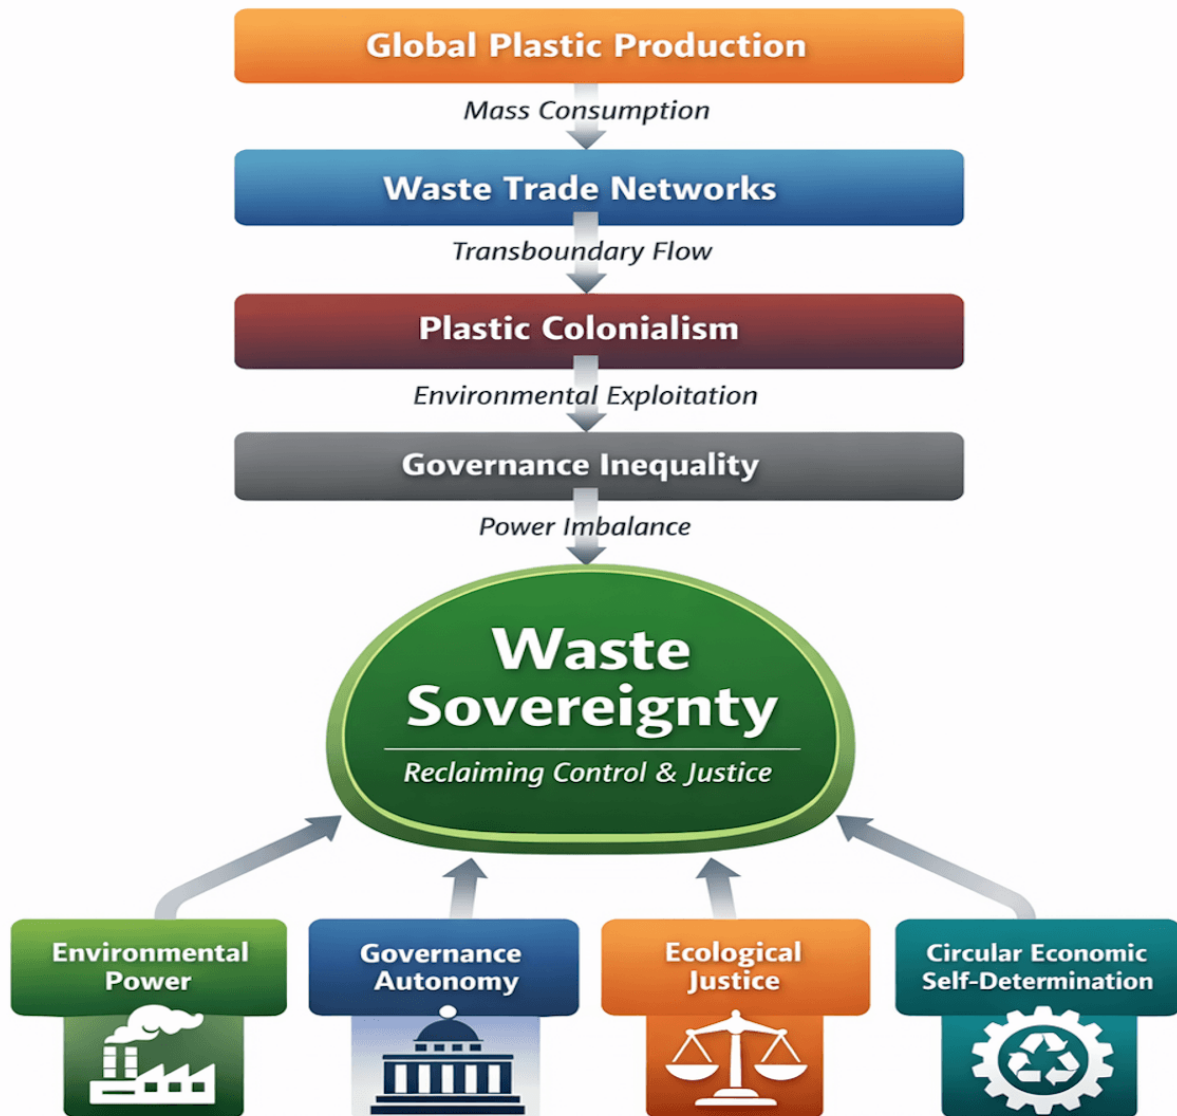 Global Plastic Production
Mass Consumption
Waste Trade Networks
Transboundary Flow
Plastic Colonialism
Environmental Exploitation
Governance Inequality
Power Imbalance
Waste
Sovereignty
Reclaiming Control & Justice
Environmental
Power
Governance
Autonomy
Ecological
Justice
Circular Economic
Self-Determination